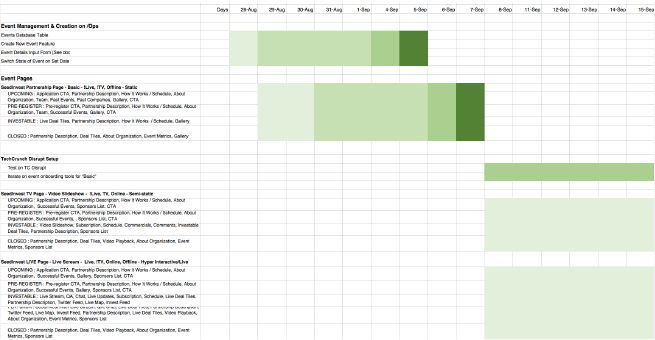 Days 28-Aug 29-Aug 30-Aug 31-Aug 1-Sep 4-Sep 5-Sep 6-Sep 7-Sep 8-Sep 11-Sep 12-Sep 13-Sep 14-Sep 15-Sep
Event Management & Creation on /Ops
Events Database Table
Create New Event Feature
Event Details Input Form (See doc
Switch State of Event on Set Date
Event Pages
SeedInvest Partnership Page - Basic - ILive, ITV, Offline - Static
UPCOMING : Application CTA, Partnership Description, How it Works / Schedule, About
Organization, Team, Past Events, Past Companies, Gallery, CTA
PRE-REGISTER : Pre-register CTA, Partnership Description, How it Works / Schedule, About
Organization, Team, Successful Events, Gallery, CTA
INVESTABLE : Live Deal Tiles, Partnership Description, How it Works / Schedule, Gallery
CLOSED : Partnership Description, Deal Tiles, About Organization, Event Metrics, Gallery
TechCrunch Disrupt Setup
Test on TC Disrupt
Iterate on event onboarding tools for "Basic"
SeedInvest TV Page - Video Slideshow - ILive, TV, Online - Semi-static
UPCOMING : Application CTA, Partnership Description, How it Works / Schedule, About
Organization, Successful Events, Sponsors List, CTA
PRE-REGISTER : Pre-register CTA, Partnership Description, How it Works / Schedule, About
Organization, Successful Events, Sponsors List, CTA
INVESTABLE : Video Slideshow, Subscription, Schedule, Commercials, Comments, Investable
Deal Tiles, Partnership Description, Sponsors List
CLOSED : Partnership Description, Deal Tiles, Video Playback, About Organization, Event
Metrics, Sponsors List
SeedInvest LIVE Page - Live Stream - ILive, TV, Online, Offline - Hyper Interactive/Live
UPCOMING : Application CTA, Partnership Description, How it Works / Schedule, About
Organization, Successful Events, Gallery, Sponsors List, CTA
PRE-REGISTER : Pre-register CTA, Partnership Description, How it Works / Schedule, About
Organization, Successful Events, Sponsors List, CTA
INVESTABLE : Live Stream, QA, Chat, Live Updates, Subscription, Schedule, Live Deal Tiles,
Partnership Description, Twitter Feed, Live Map, Invest Feed
Twitter Feed, Live Map, Invest Feed, Partnership Description, Deal Tiles, Video Playback,
About Organization, Event Metrics, Sponsors List
CLOSED : Partnership Description, Deal Tiles, Video Playback, About Organization, Event
Metrics, Sponsors List